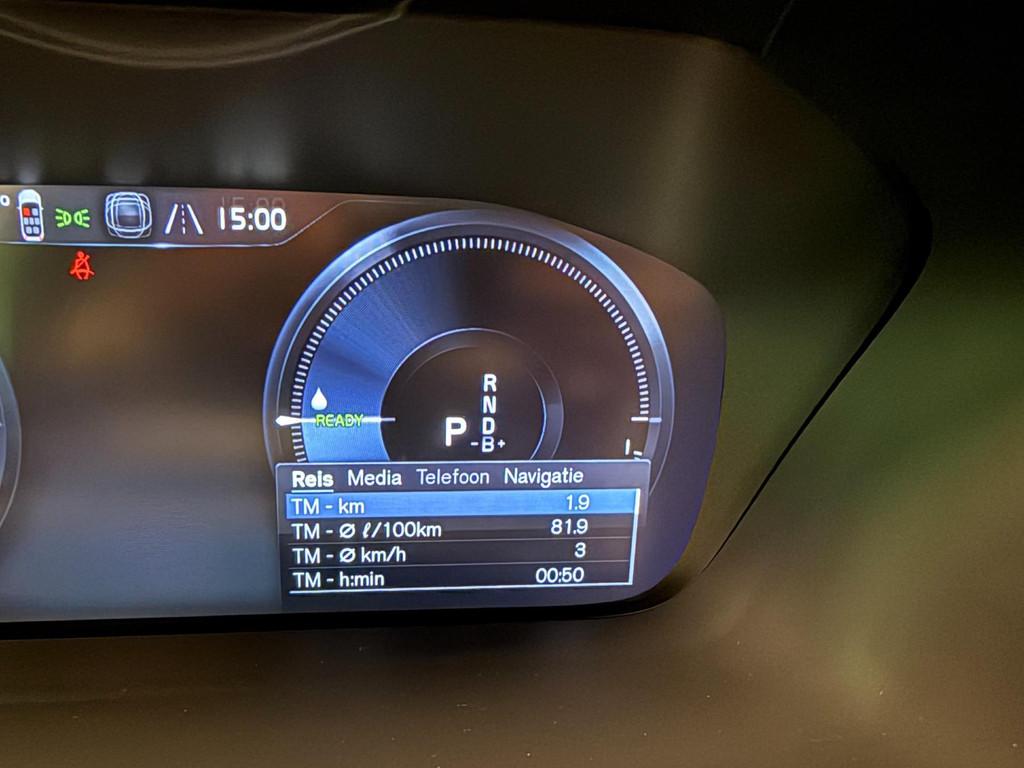 15:00
READY
R
N
P D
-B+
Reis Media Telefoon Navigatie
TM - km 1.9
TM - Ø ℓ/100km 81.9
TM - Ø km/h 3
TM - h:min 00:50